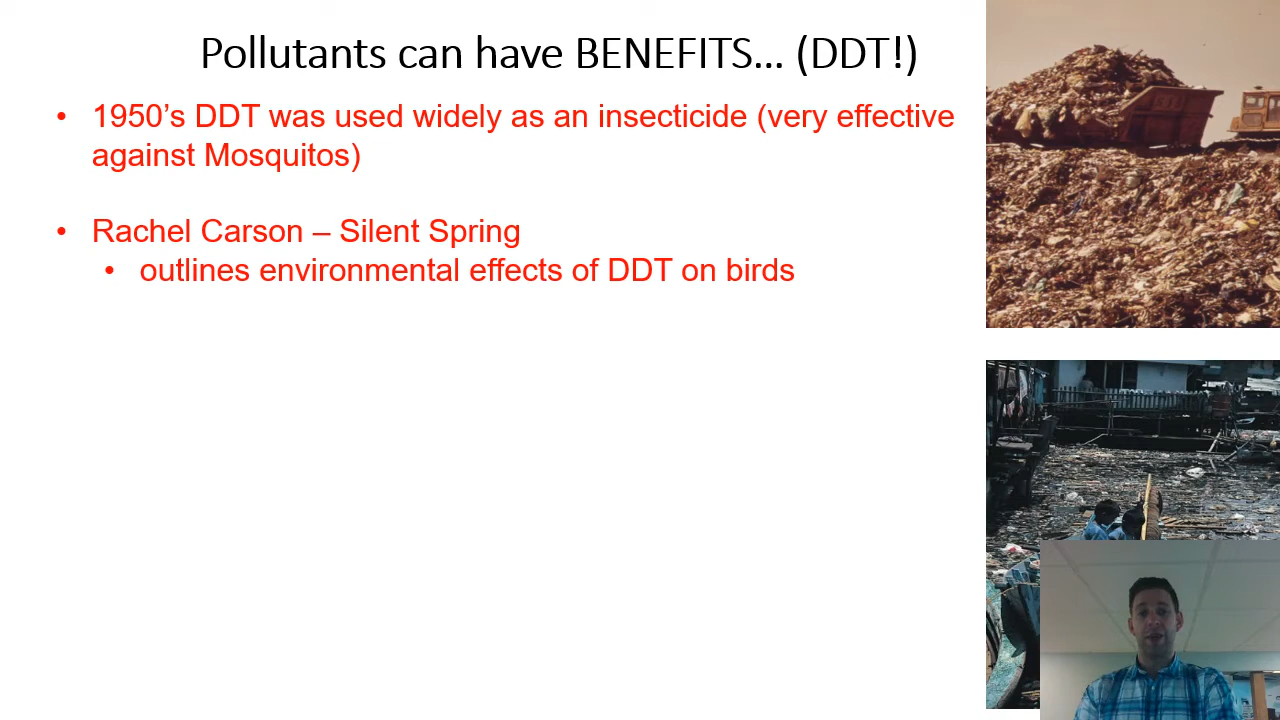 Pollutants can have BENEFITS... (DDT!)
• 1950’s DDT was used widely as an insecticide (very effective
against Mosquitos)
• Rachel Carson – Silent Spring
• outlines environmental effects of DDT on birds